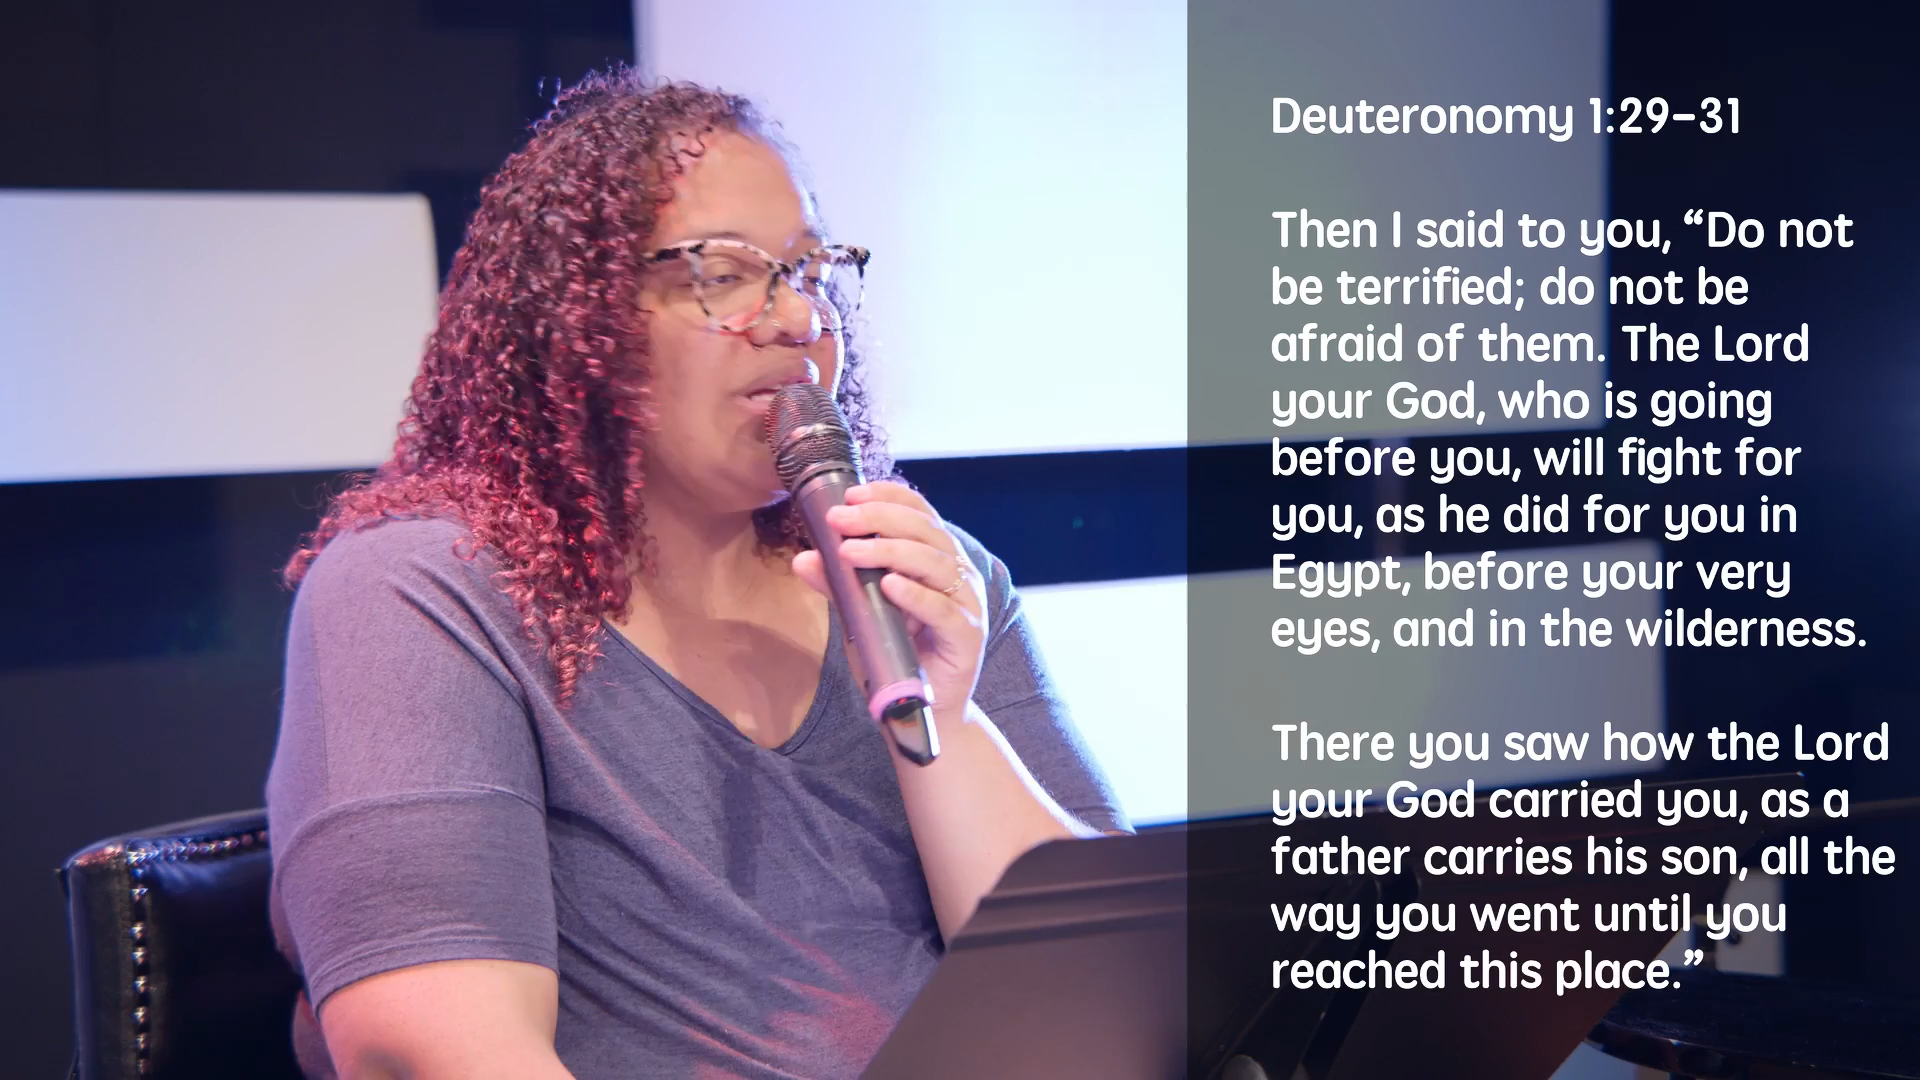 Deuteronomy 1:29–31
Then I said to you, “Do not
be terrified; do not be
afraid of them. The Lord
your God, who is going
before you, will fight for
you, as he did for you in
Egypt, before your very
eyes, and in the wilderness.
There you saw how the Lord
your God carried you, as a
father carries his son, all the
way you went until you
reached this place.”